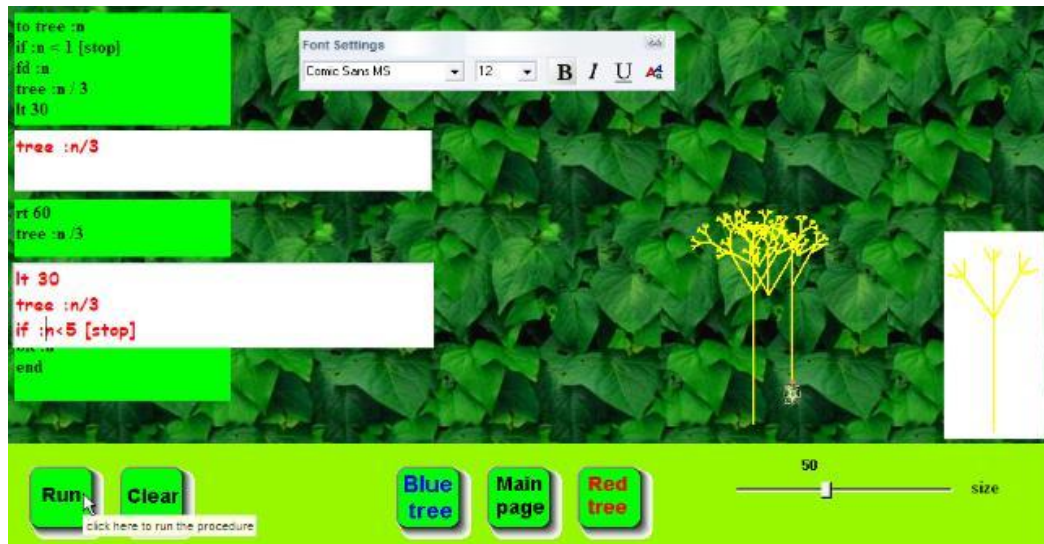 to tree :n
if :n < 1 [stop]
fd :n
tree :n / 3
lt 30
Font Settings
Comic Sans MS
12
B I U
tree :n/3
rt 60
tree :n /3
lt 30
tree :n/3
if :n<5 [stop]
end
Run
Clear
click here to run the procedure
Blue
tree
Main
page
Red
tree
50
size